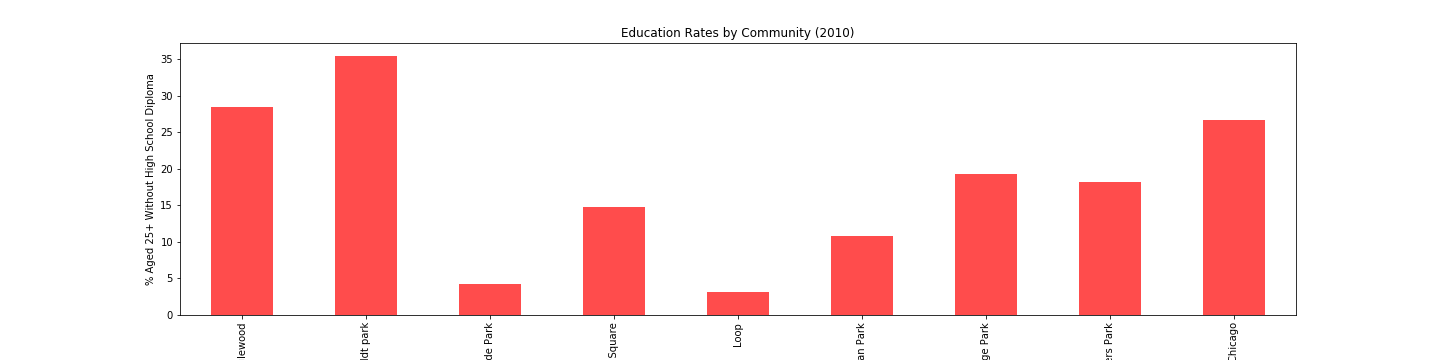 Education Rates by Community (2010)
% Aged 25+ Without High School Diploma
35
30
25
20
15
10
5
0
lewood
ldt park
de Park
Square
Loop
an Park
ge Park
ers Park
Chicago